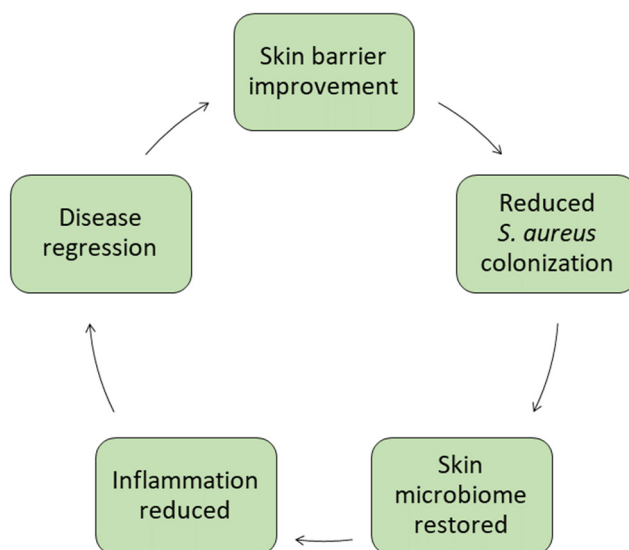 Skin barrier
improvement
Reduced
S. aureus
colonization
Skin
microbiome
restored
Inflammation
reduced
Disease
regression